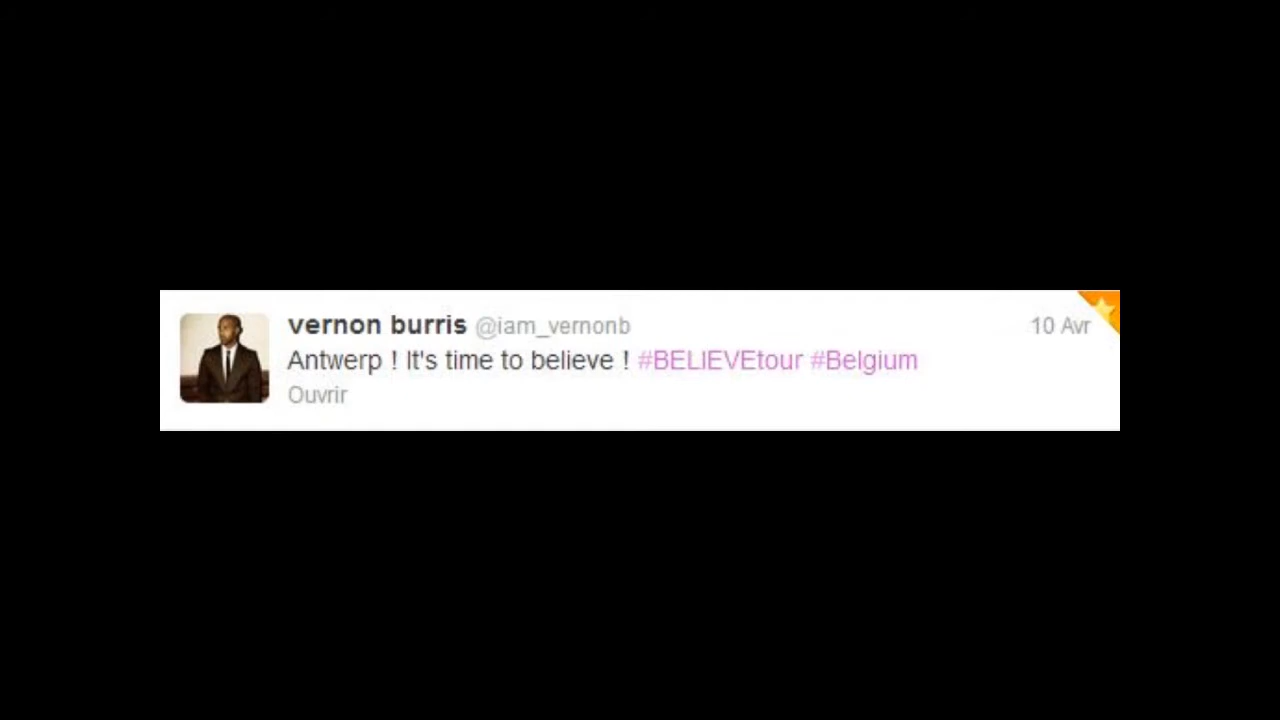 vernon burris @iam_vernonb 10 Avr
Antwerp ! It's time to believe ! #BELIEVEtour #Belgium
Ouvrir